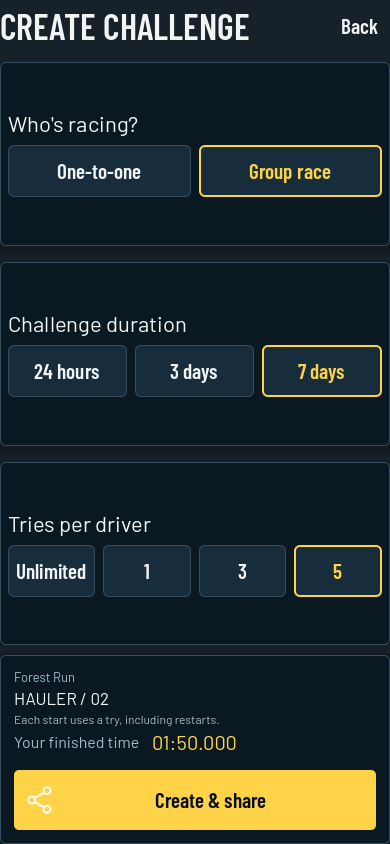 CREATE CHALLENGE Back
Who's racing?
One-to-one Group race
Challenge duration
24 hours 3 days 7 days
Tries per driver
Unlimited 1 3 5
Forest Run
HAULER / 02
Each start uses a try, including restarts.
Your finished time 01:50.000
Create & share